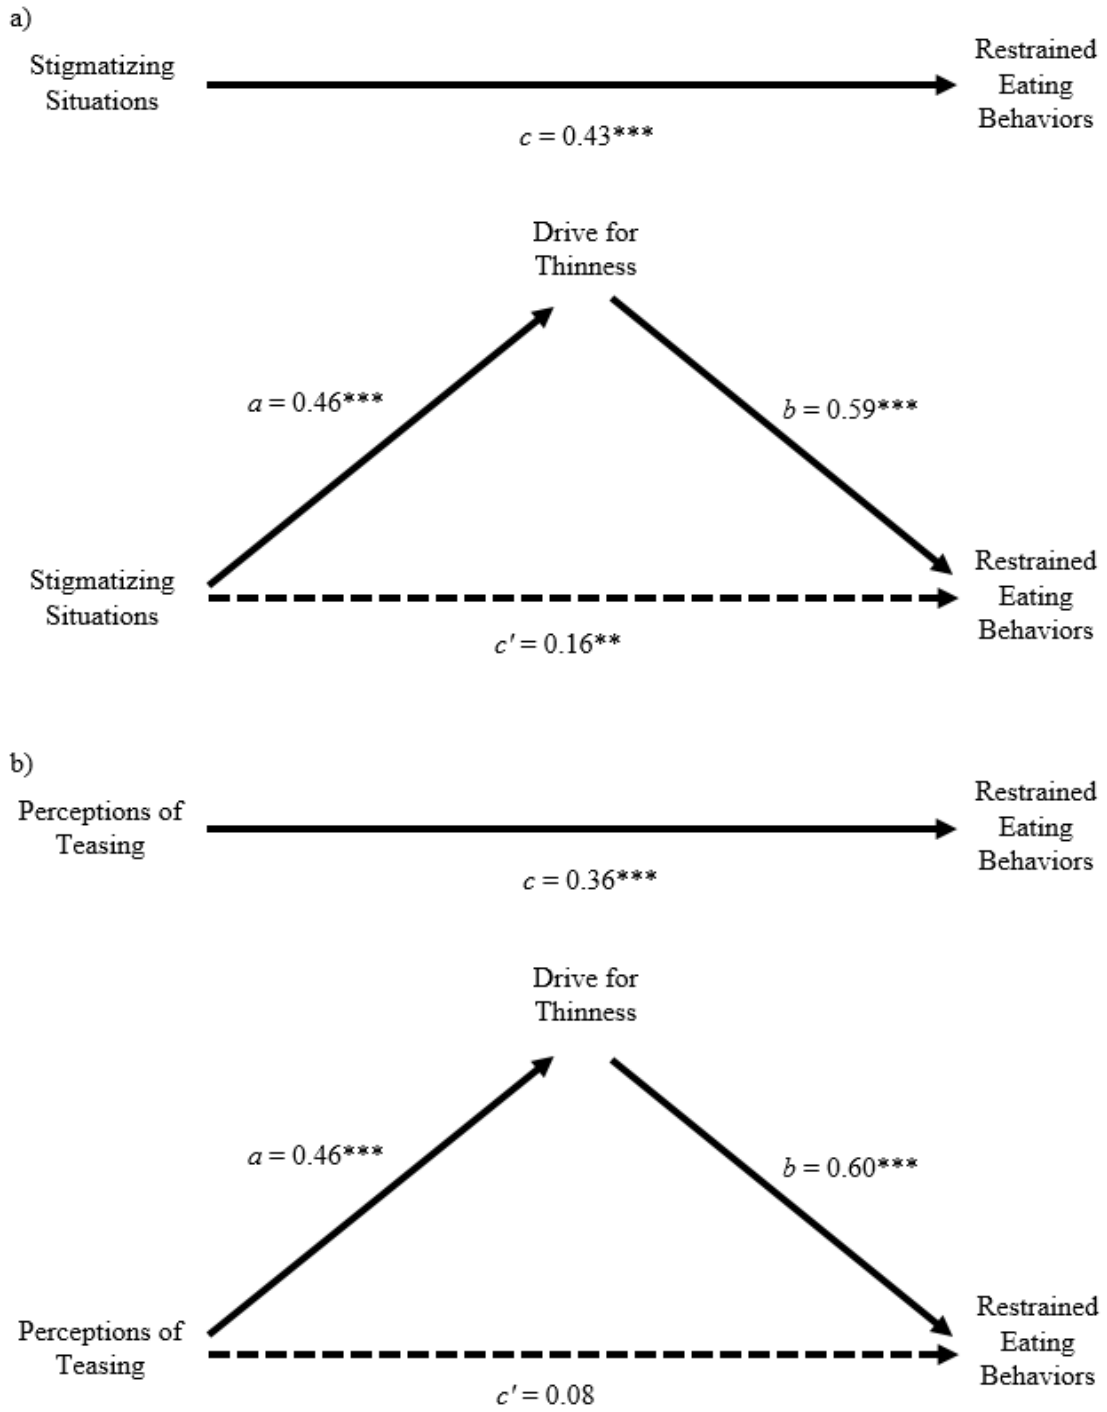 a)
Stigmatizing
Situations
Restrained
Eating
Behaviors
c = 0.43***
Drive for
Thinness
a = 0.46***
b = 0.59***
Stigmatizing
Situations
Restrained
Eating
Behaviors
c' = 0.16**
b)
Perceptions of
Teasing
Restrained
Eating
Behaviors
c = 0.36***
Drive for
Thinness
a = 0.46***
b = 0.60***
Perceptions of
Teasing
Restrained
Eating
Behaviors
c' = 0.08